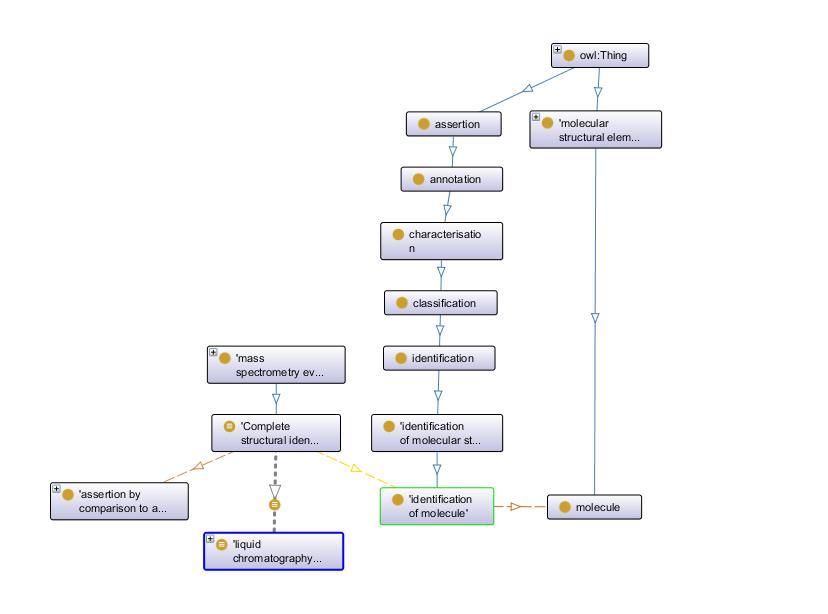 owl:Thing
assertion
'molecular
structural elem...
annotation
characterisatio
n
classification
'mass
spectrometry ev...
identification
'Complete
structural iden...
'identification
of molecular st...
'assertion by
comparison to a...
'identification
of molecule'
molecule
'liquid
chromatography...